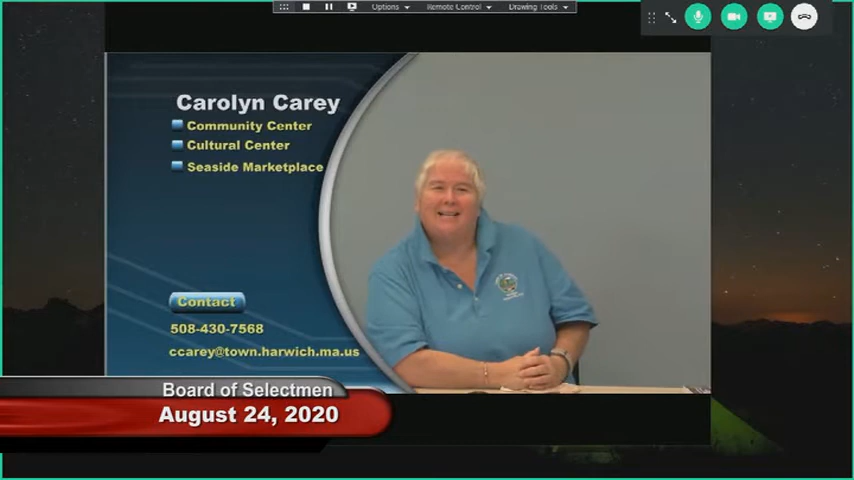 Options
Remote Control
Drawing Tools
Carolyn Carey
Community Center
Cultural Center
Seaside Marketplace
Contact
508-430-7568
ccarey@town.harwich.ma.us
Board of Selectmen
August 24, 2020